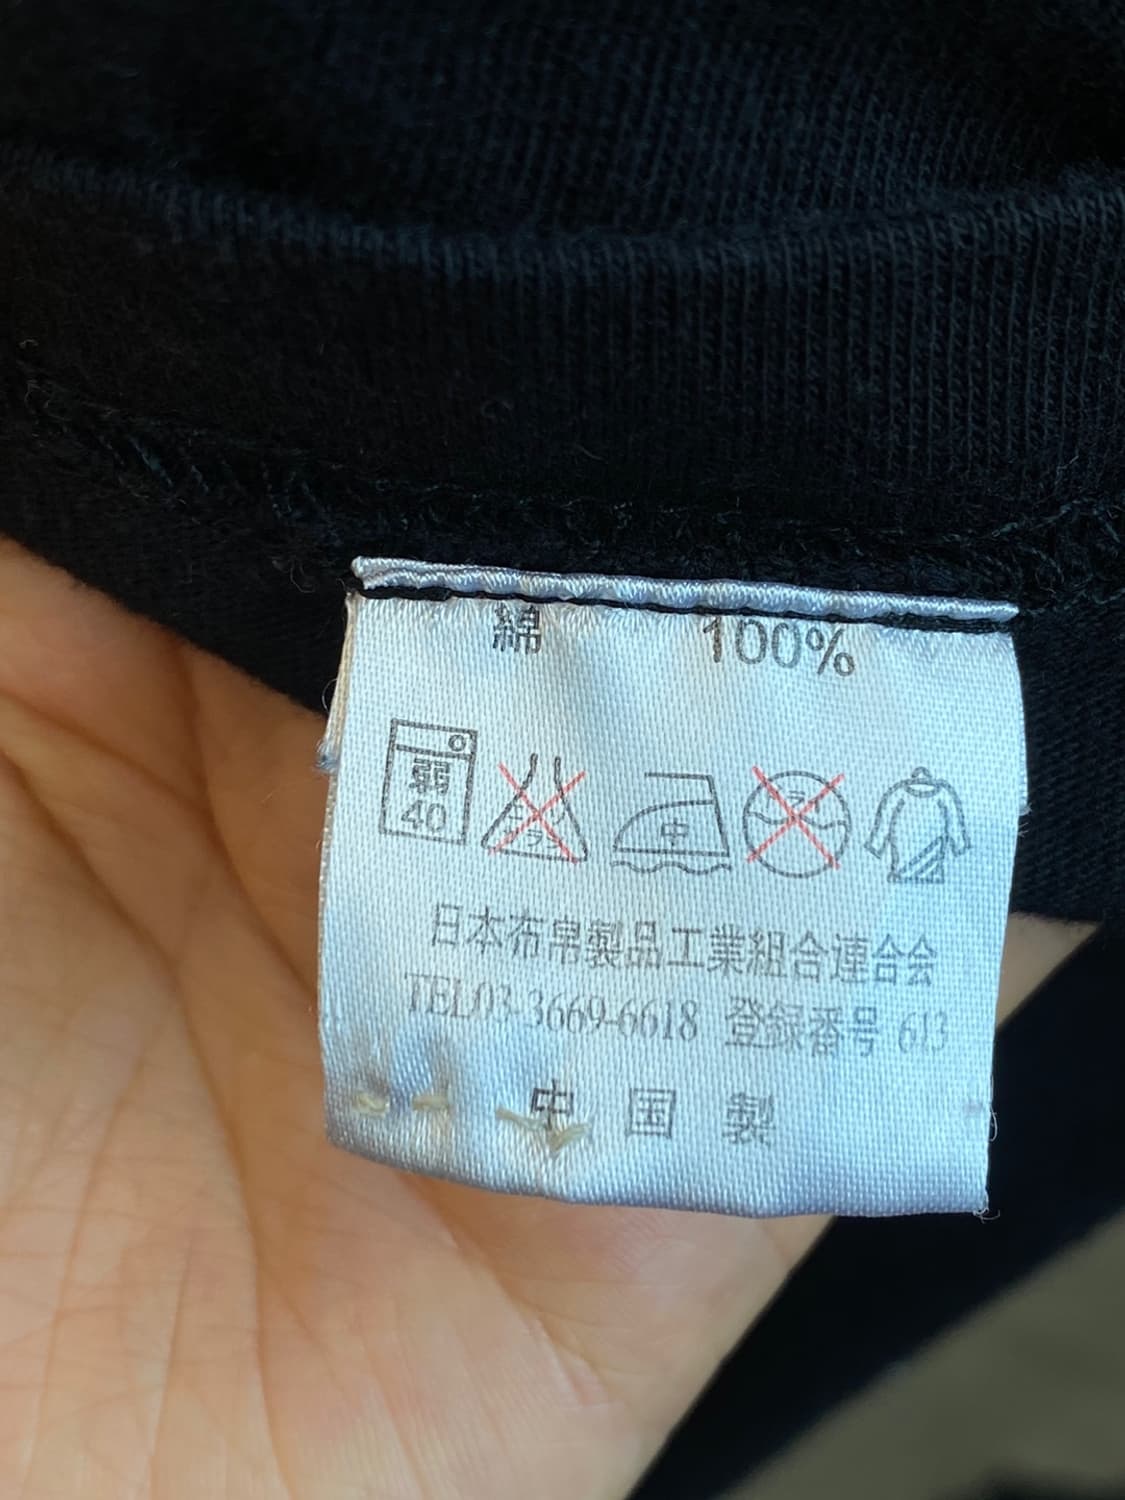 綿 100%
弱
40
中
日本布帛製品工業組合連合会
TEL03-3669-6618 登録番号 613
中国製